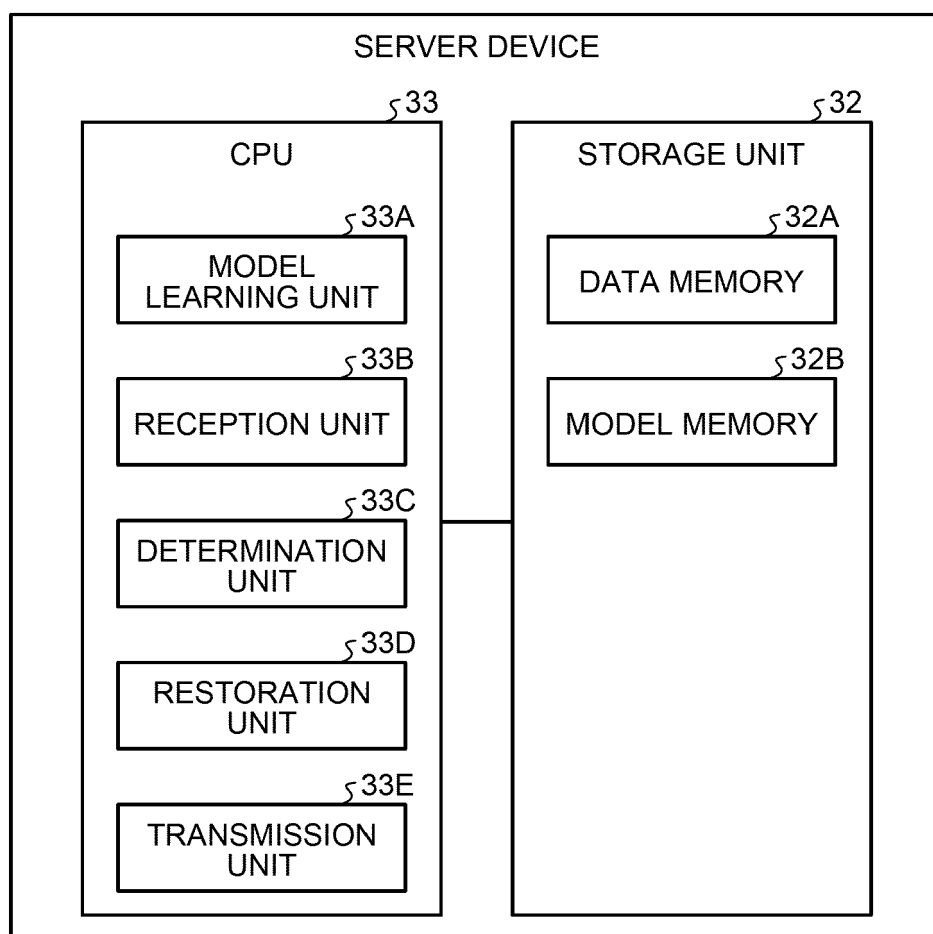 SERVER DEVICE
33
CPU
33A
MODEL
LEARNING UNIT
33B
RECEPTION UNIT
33C
DETERMINATION
UNIT
33D
RESTORATION
UNIT
33E
TRANSMISSION
UNIT
32
STORAGE UNIT
32A
DATA MEMORY
32B
MODEL MEMORY